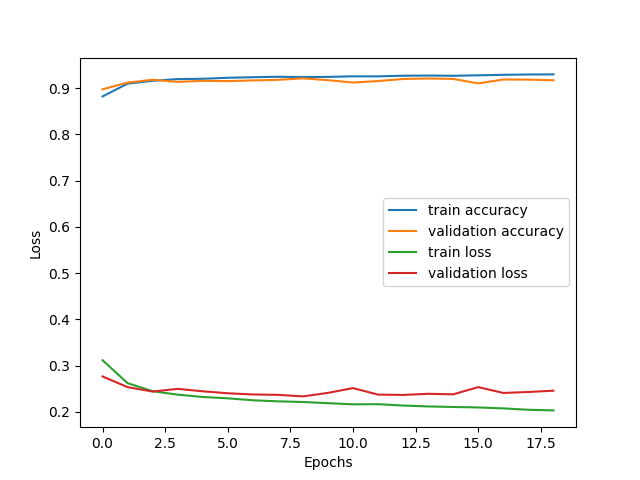 0.9
0.8
0.7
0.6
0.5
0.4
0.3
0.2
Loss
train accuracy
validation accuracy
train loss
validation loss
0.0 2.5 5.0 7.5 10.0 12.5 15.0 17.5
Epochs